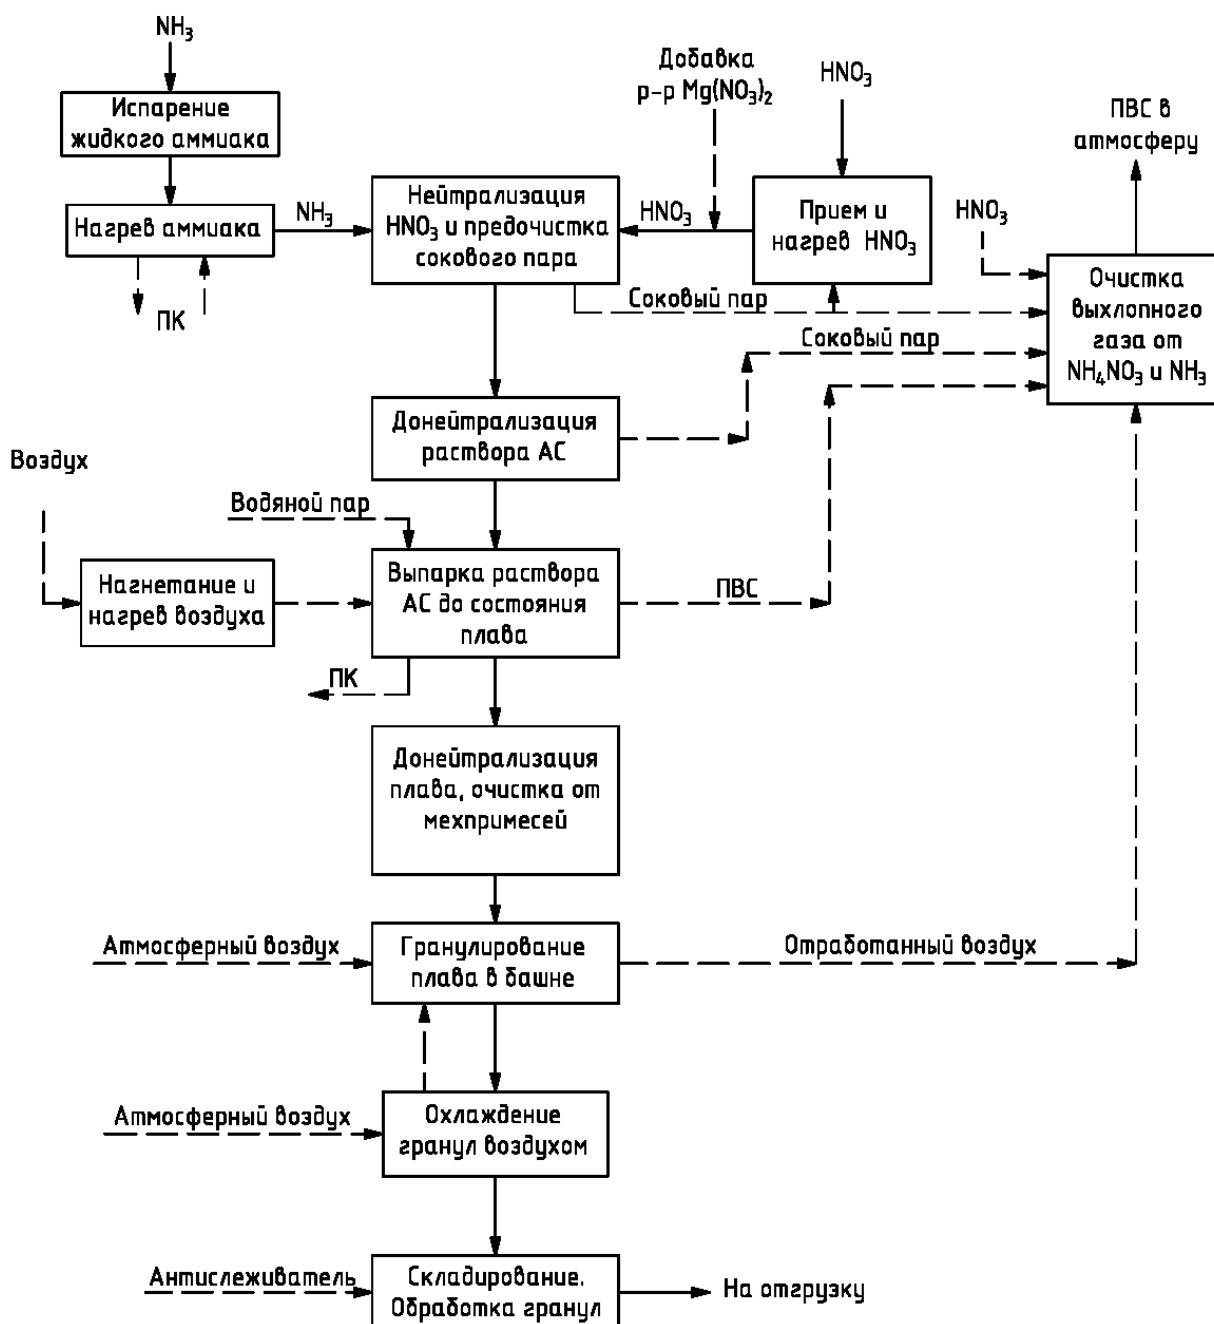 NH₃
Испарение
жидкого аммиака
Нагрев аммиака
ПК
NH₃
Добавка
р-р Mg(NO₃)₂
HNO₃
ПВС в
атмосферу
Нейтрализация
HNO₃ и предочистка
сокового пара
HNO₃
Прием и
нагрев HNO₃
HNO₃
Очистка
выхлопного
газа от
NH₄NO₃ и NH₃
Соковый пар
Соковый пар
Донейтрализация
раствора АС
Воздух
Водяной пар
Нагнетание и
нагрев воздуха
Выпарка раствора
АС до состояния
плава
ПВС
ПК
Донейтрализация
плава, очистка от
мехпримесей
Атмосферный воздух
Гранулирование
плава в башне
Отработанный воздух
Атмосферный воздух
Охлаждение
гранул воздухом
Антислеживатель
Складирование.
Обработка гранул
На отгрузку